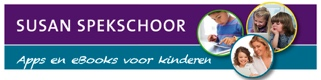 SUSAN SPEKSCHOOR
Apps en eBooks voor kinderen